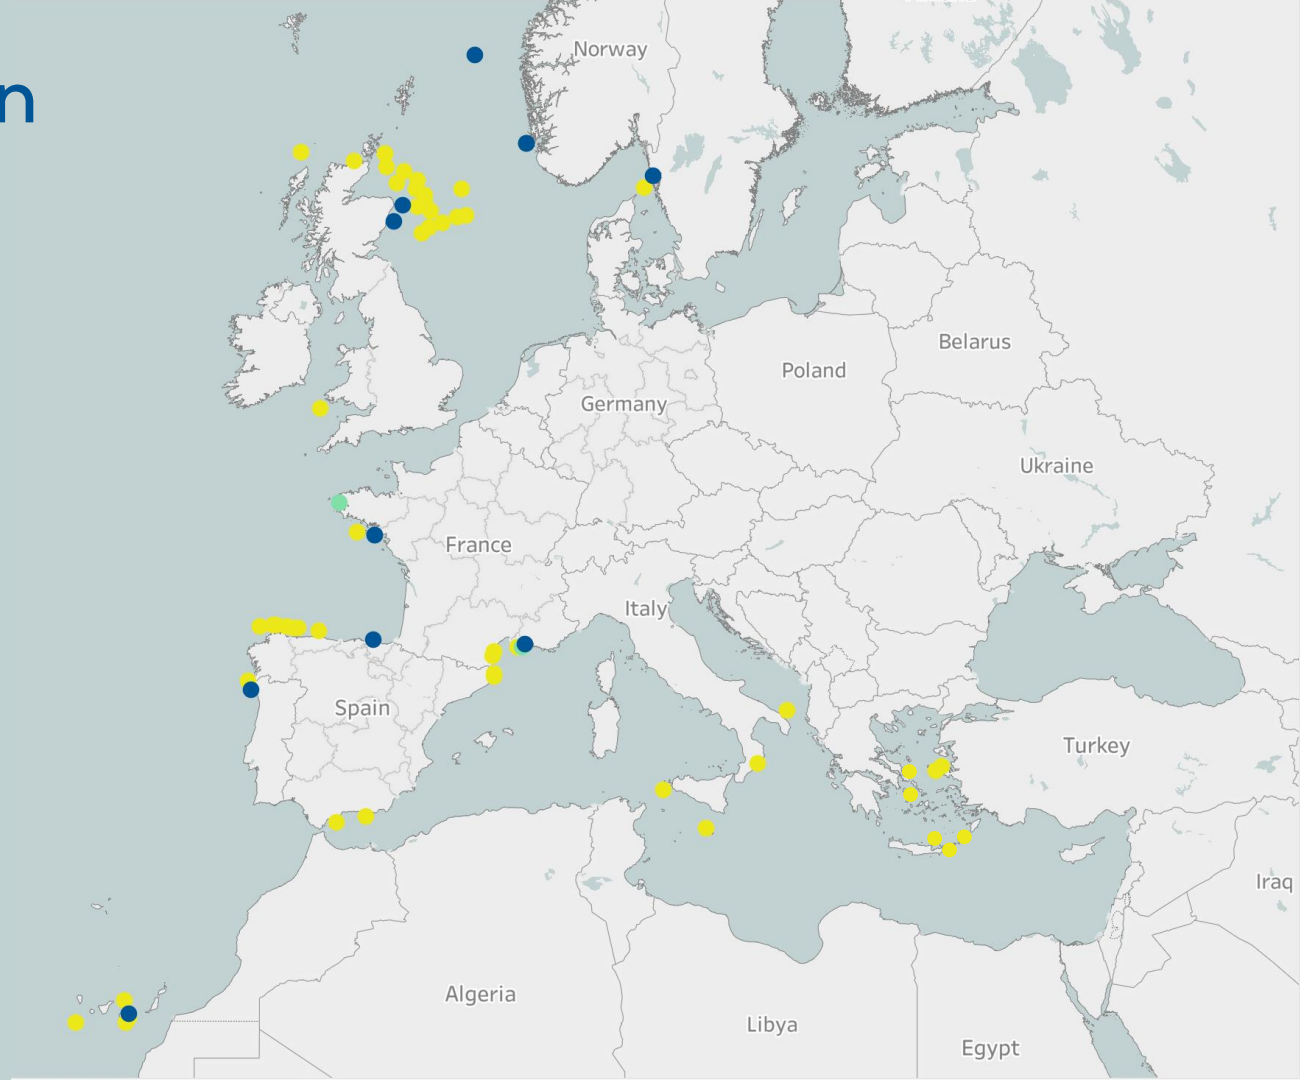 n
Norway
Belarus
Poland
Germany
Ukraine
France
Italy
Spain
Turkey
Iraq
Algeria
Libya
Egypt